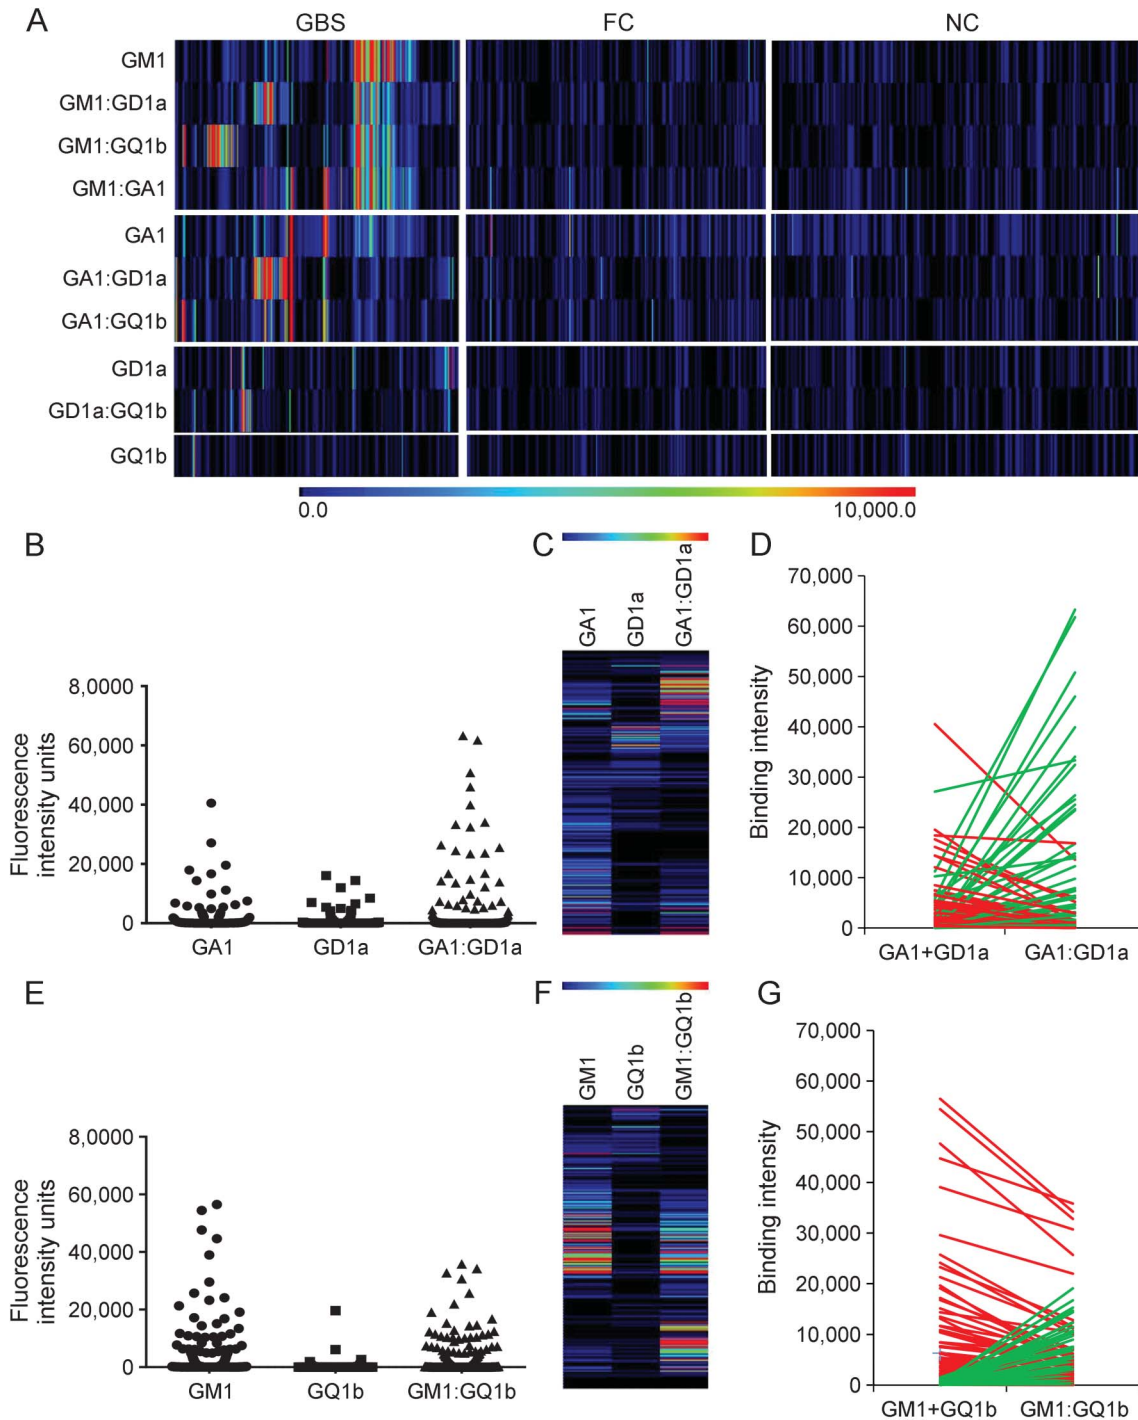 A
GBS
FC
NC
GM1
GM1:GD1a
GM1:GQ1b
GM1:GA1
GA1
GA1:GD1a
GA1:GQ1b
GD1a
GD1a:GQ1b
GQ1b
0.0
10,000.0
B
Fluorescence
intensity units
8,0000
60,000
40,000
20,000
0
GA1
GD1a
GA1:GD1a
C
GA1
GD1a
GA1:GD1a
D
Binding intensity
70,000
60,000
50,000
40,000
30,000
20,000
10,000
0
GA1+GD1a
GA1:GD1a
E
Fluorescence
intensity units
8,0000
60,000
40,000
20,000
0
GM1
GQ1b
GM1:GQ1b
F
GM1
GQ1b
GM1:GQ1b
G
Binding intensity
70,000
60,000
50,000
40,000
30,000
20,000
10,000
0
GM1+GQ1b
GM1:GQ1b